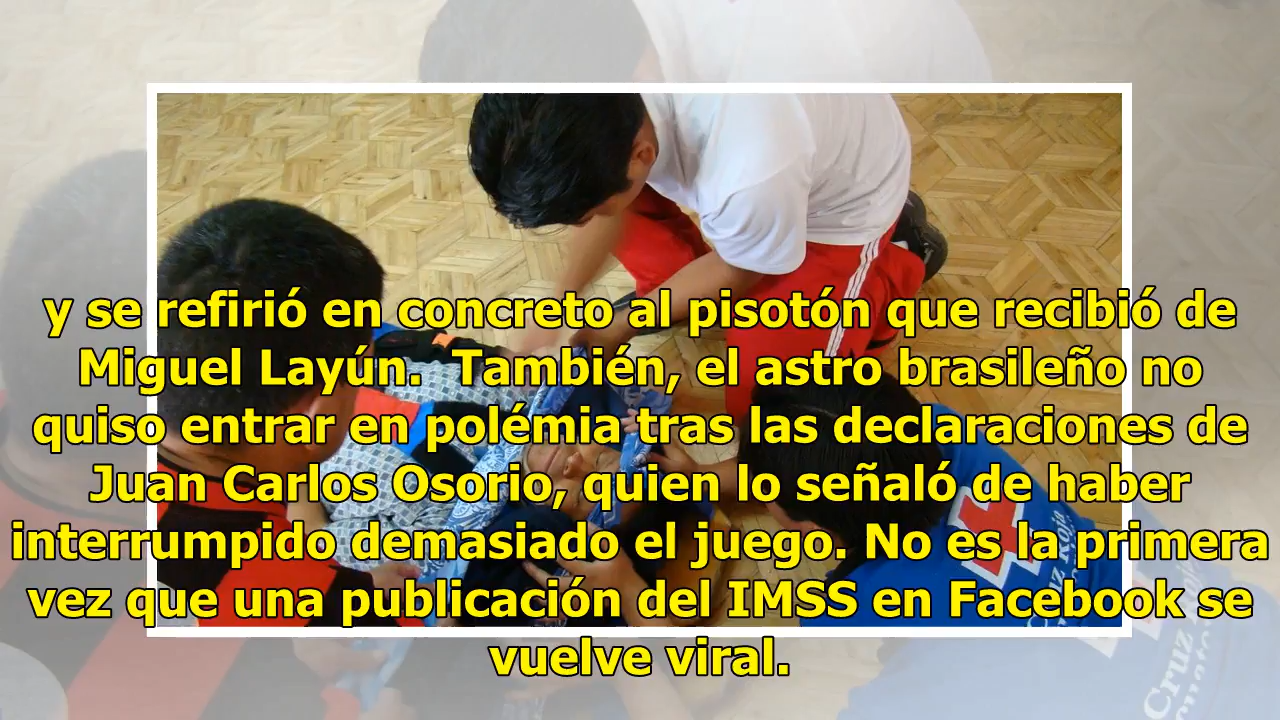 y se refirió en concreto al pisotón que recibió de
Miguel Layún.  También, el astro brasileño no
quiso entrar en polémia tras las declaraciones de
Juan Carlos Osorio, quien lo señaló de haber
interrumpido demasiado el juego. No es la primera
vez que una publicación del IMSS en Facebook se
vuelve viral.
Cruz